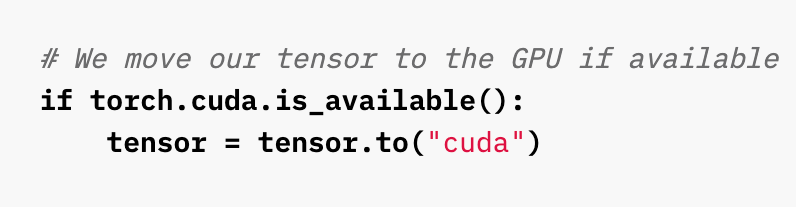 # We move our tensor to the GPU if available
if torch.cuda.is_available():
    tensor = tensor.to("cuda")